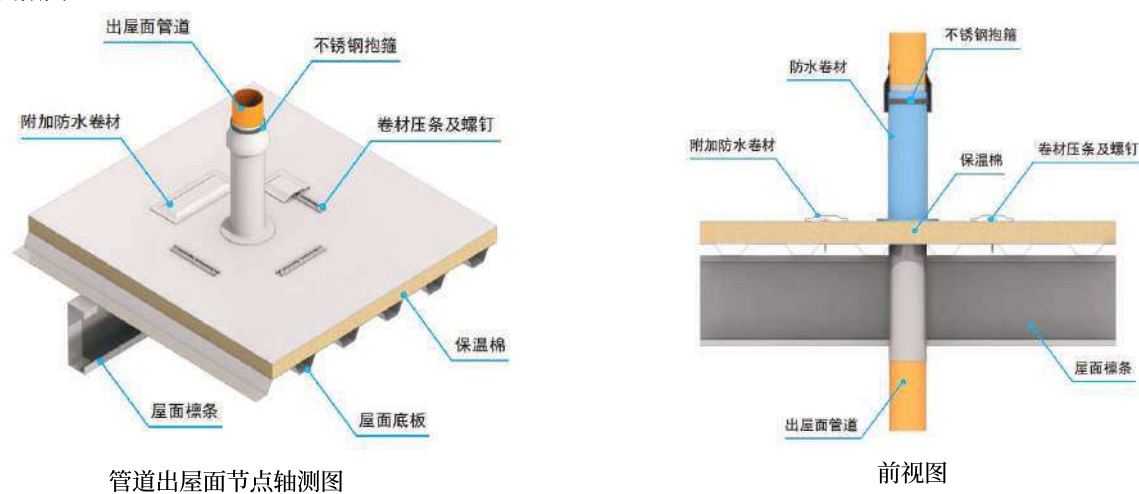 出屋面管道
不锈钢抱箍
附加防水卷材
卷材压条及螺钉
保温棉
屋面檩条
屋面底板
管道出屋面节点轴测图
不锈钢抱箍
防水卷材
附加防水卷材
保温棉
卷材压条及螺钉
屋面檩条
出屋面管道
前视图